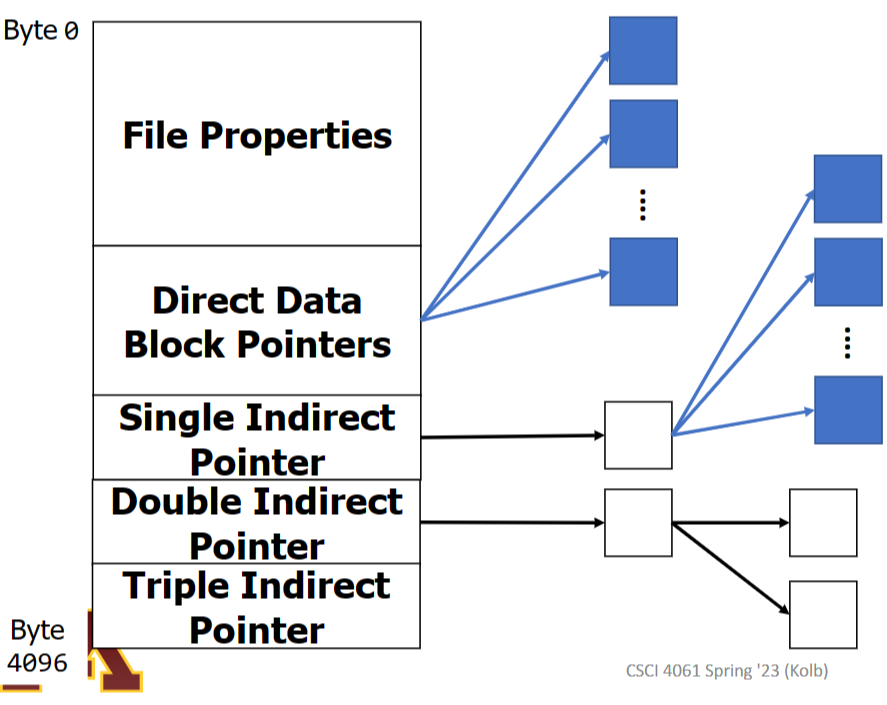 Byte 0
File Properties
Direct Data
Block Pointers
Single Indirect
Pointer
Double Indirect
Pointer
Triple Indirect
Pointer
Byte
4096
CSCI 4061 Spring '23 (Kolb)